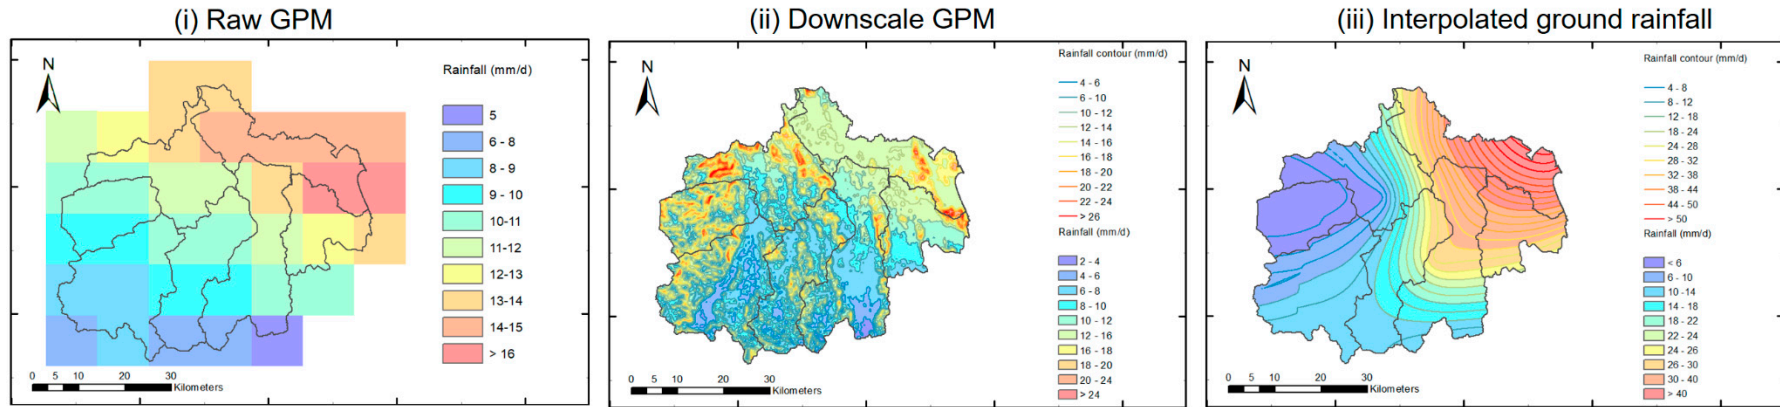 (i) Raw GPM
N
Rainfall (mm/d)
5
6 - 8
8 - 9
9 - 10
10-11
11-12
12-13
13-14
14-15
> 16
0 5 10 20 30
Kilometers
(ii) Downscale GPM
N
Rainfall contour (mm/d)
4 - 6
6 - 10
10 - 12
12 - 14
14 - 16
16 - 18
18 - 20
20 - 22
22 - 24
> 26
Rainfall (mm/d)
2 - 4
4 - 6
6 - 8
8 - 10
10 - 12
12 - 16
16 - 18
18 - 20
20 - 24
> 24
0 5 10 20 30
Kilometers
(iii) Interpolated ground rainfall
N
Rainfall contour (mm/d)
4 - 8
8 - 12
12 - 18
18 - 24
24 - 28
28 - 32
32 - 38
38 - 44
44 - 50
> 50
Rainfall (mm/d)
< 6
6 - 10
10 - 14
14 - 18
18 - 22
22 - 24
24 - 26
26 - 30
30 - 40
> 40
0 5 10 20 30
Kilometers